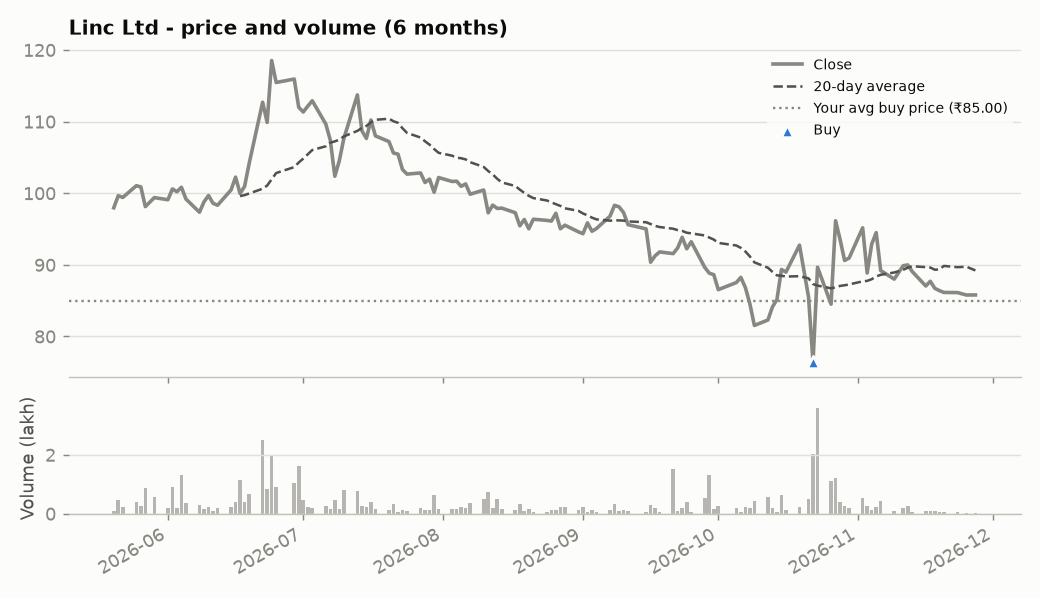 Linc Ltd - price and volume (6 months)
120
110
100
90
80
Close
20-day average
Your avg buy price (₹85.00)
Buy
Volume (lakh)
2
0
2026-06
2026-07
2026-08
2026-09
2026-10
2026-11
2026-12